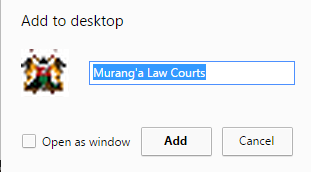 Add to desktop
Murang'a Law Courts
Open as window Add Cancel